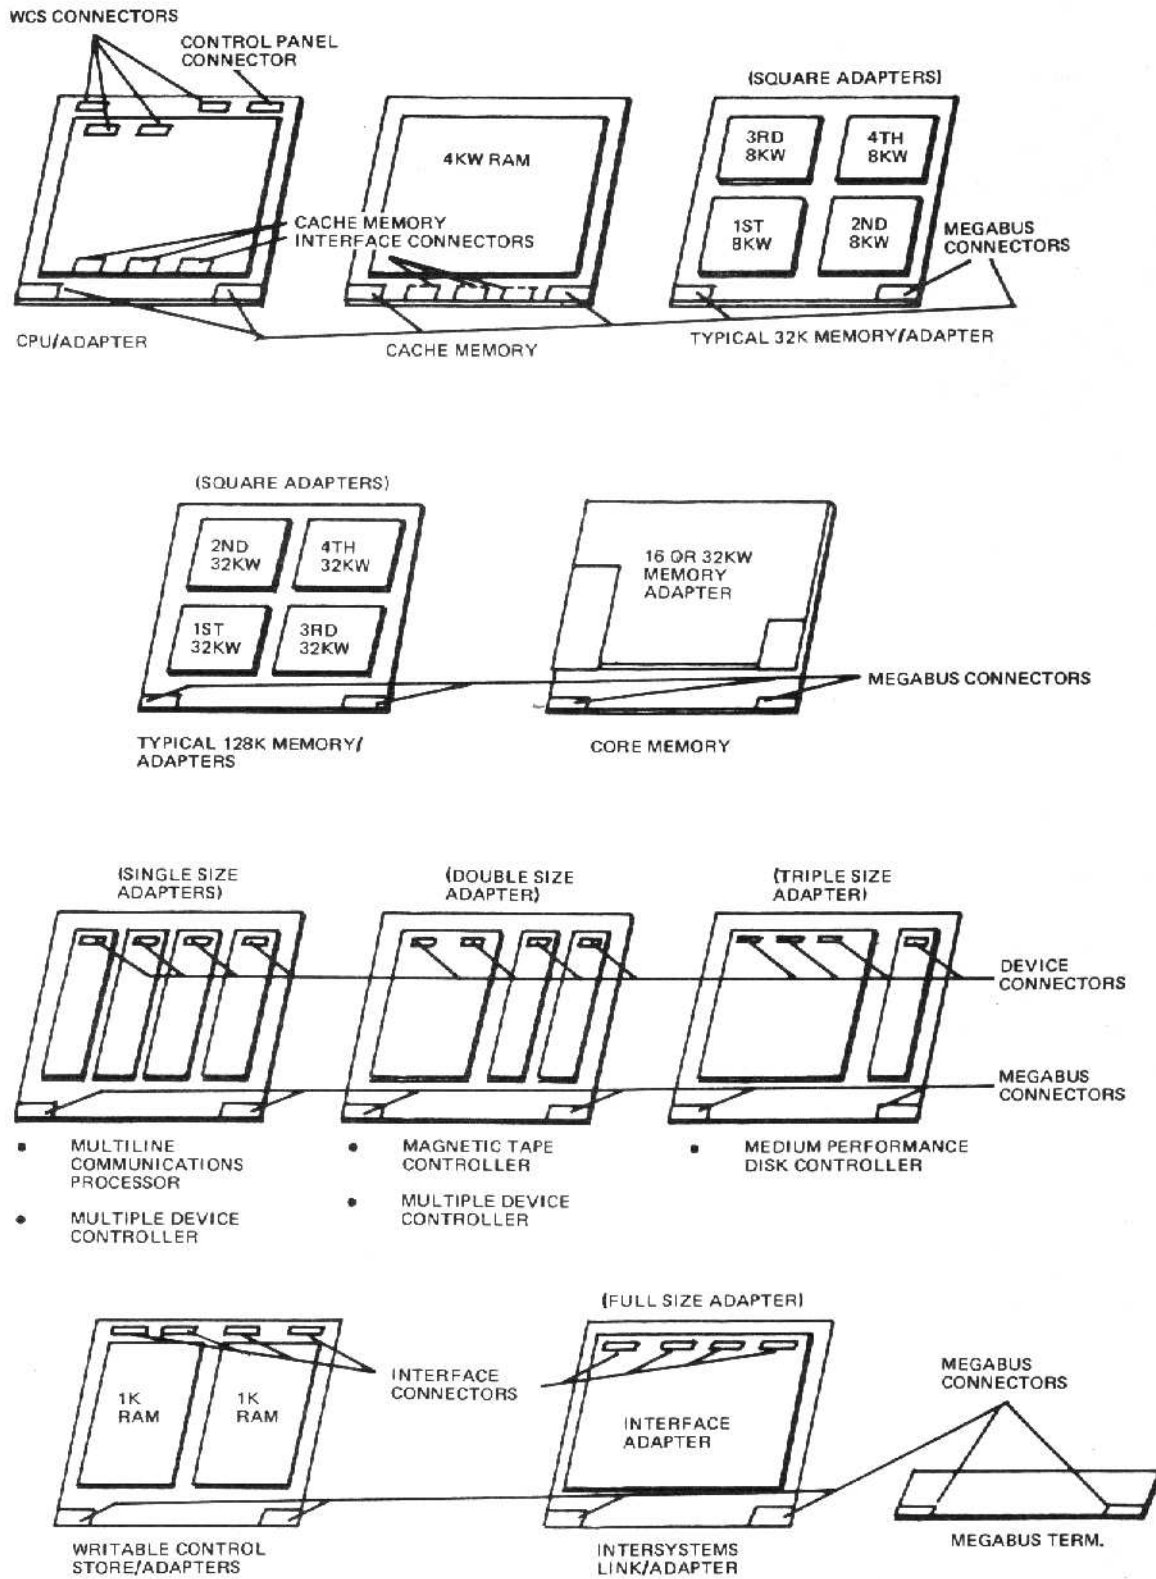 WCS CONNECTORS
CONTROL PANEL
CONNECTOR
(SQUARE ADAPTERS)
3RD
8KW
4TH
8KW
4KW RAM
1ST
8KW
2ND
8KW
CACHE MEMORY
INTERFACE CONNECTORS
MEGABUS
CONNECTORS
CPU/ADAPTER
CACHE MEMORY
TYPICAL 32K MEMORY/ADAPTER
(SQUARE ADAPTERS)
2ND
32KW
4TH
32KW
1ST
32KW
3RD
32KW
16 OR 32KW
MEMORY
ADAPTER
MEGABUS CONNECTORS
TYPICAL 128K MEMORY/
ADAPTERS
CORE MEMORY
(SINGLE SIZE
ADAPTERS)
(DOUBLE SIZE
ADAPTER)
(TRIPLE SIZE
ADAPTER)
DEVICE
CONNECTORS
MEGABUS
CONNECTORS
• MULTILINE
COMMUNICATIONS
PROCESSOR
• MULTIPLE DEVICE
CONTROLLER
• MAGNETIC TAPE
CONTROLLER
• MULTIPLE DEVICE
CONTROLLER
• MEDIUM PERFORMANCE
DISK CONTROLLER
(FULL SIZE ADAPTER)
1K
RAM
1K
RAM
INTERFACE
CONNECTORS
INTERFACE
ADAPTER
MEGABUS
CONNECTORS
WRITABLE CONTROL
STORE/ADAPTERS
INTERSYSTEMS
LINK/ADAPTER
MEGABUS TERM.